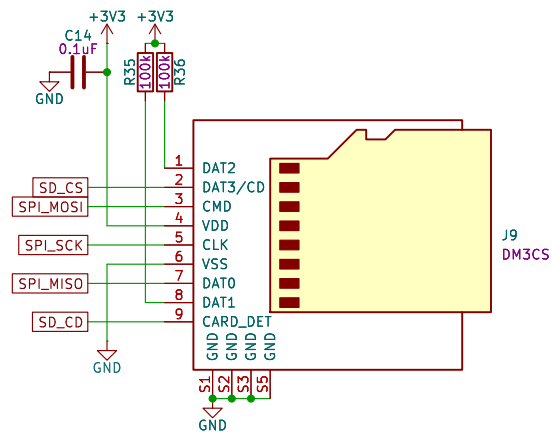 +3V3
+3V3
C14
0.1uF
GND
R35
100k
100k
R36
1
DAT2
SD_CS
2
DAT3/CD
SPI_MOSI
3
CMD
4
VDD
SPI_SCK
5
CLK
6
VSS
SPI_MISO
7
DAT0
8
DAT1
SD_CD
9
CARD_DET
J9
DM3CS
GND
GND
GND
GND
S1
S2
S3
S5
GND
GND